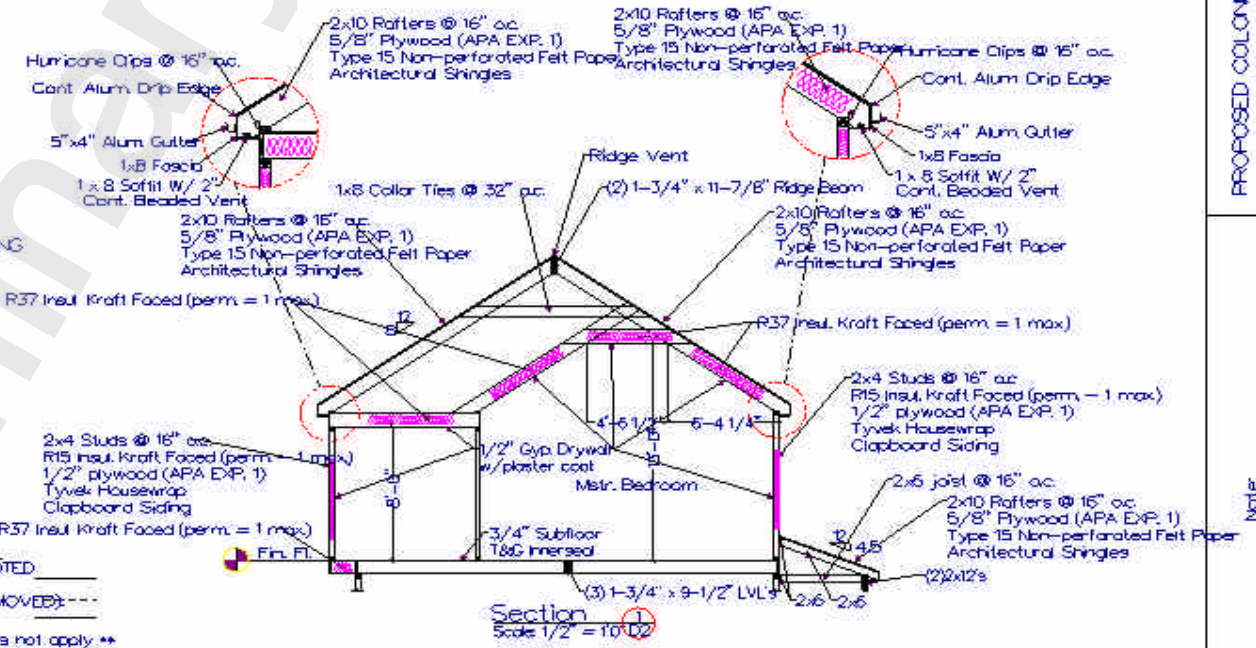 2x10 Rafters @ 16" o.c.
5/8" Plywood (APA EXP. 1)
Type 15 Non-perforated Felt Paper
Architectural Shingles
Hurricane Clips @ 16" o.c.
Cont. Alum. Drip Edge
5"x4" Alum. Gutter
1x8 Fascia
1 x 8 Soffit W/ 2"
Cont. Beaded Vent
2x10 Rafters @ 16" o.c.
5/8" Plywood (APA EXP. 1)
Type 15 Non-perforated Felt Paper
Architectural Shingles
Hurricane Clips @ 16" o.c.
Cont. Alum. Drip Edge
5"x4" Alum. Gutter
1x8 Fascia
1 x 8 Soffit W/ 2"
Cont. Beaded Vent
PROPOSED COLON
Ridge Vent
1x8 Collar Ties @ 32" o.c.
(2) 1-3/4" x 11-7/8" Ridge Beam
2x10 Rafters @ 16" o.c.
5/8" Plywood (APA EXP. 1)
Type 15 Non-perforated Felt Paper
Architectural Shingles
2x10 Rafters @ 16" o.c.
5/8" Plywood (APA EXP. 1)
Type 15 Non-perforated Felt Paper
Architectural Shingles
NG
R37 Insul. Kraft Faced (perm. = 1 max)
12
R37 Insul. Kraft Faced (perm. = 1 max)
2x4 Studs @ 16" o.c.
R15 Insul. Kraft Faced (perm. = 1 max)
1/2" plywood (APA EXP. 1)
Tyvek Housewrap
Clapboard Siding
4'-6 1/2"
5-4 1/4"
2x4 Studs @ 16" o.c.
R15 Insul. Kraft Faced (perm. = 1 max)
1/2" plywood (APA EXP. 1)
Tyvek Housewrap
Clapboard Siding
1/2" Gyp. Drywall
w/plaster coat
Mstr. Bedroom
R37 Insul Kraft Faced (perm. = 1 max)
3/4" Subfloor
T&G Innerseal
Fin. Fl.
2x6 joist @ 16" o.c.
2x10 Rafters @ 16" o.c.
5/8" Plywood (APA EXP. 1)
Type 15 Non-perforated Felt Paper
Architectural Shingles
12
4.5
(2)2x12's
2x6
2x6
(3) 1-3/4" x 9-1/2" LVL's
OTED
MOVED):
s not apply **
Section
1
D2
Scale 1/2" = 1'0